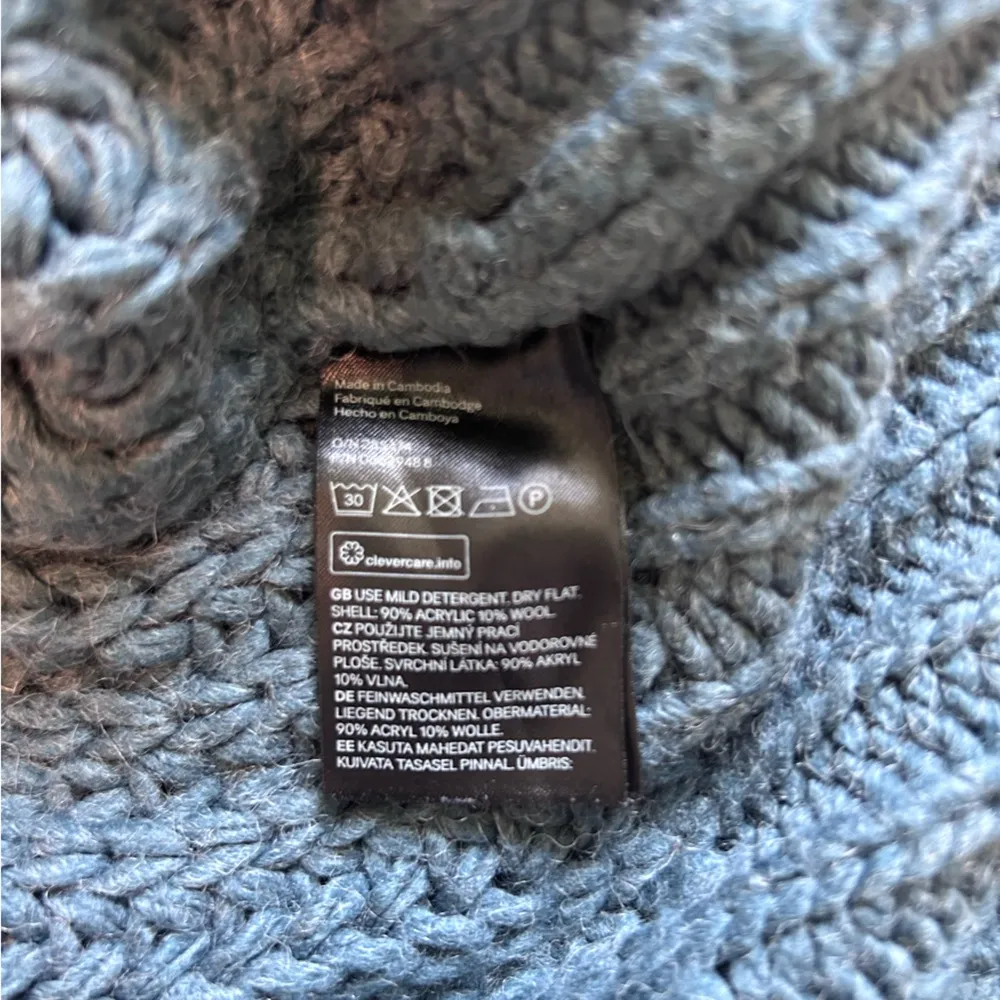 Made in Cambodia
Fabriqué en Cambodge
Hecho en Camboya
O/N
P/N
30 P
clevercare.info
GB USE MILD DETERGENT. DRY FLAT.
SHELL: 90% ACRYLIC 10% WOOL.
CZ POUŽIJTE JEMNÝ PRACÍ
PROSTŘEDEK. SUŠENÍ NA VODOROVNÉ
PLOŠE. SVRCHNÍ LÁTKA: 90% AKRYL
10% VLNA.
DE FEINWASCHMITTEL VERWENDEN.
LIEGEND TROCKNEN. OBERMATERIAL:
90% ACRYL 10% WOLLE.
EE KASUTA MAHEDAT PESUVAHENDIT.
KUIVATA TASASEL PINNAL. ÜMBRIS: